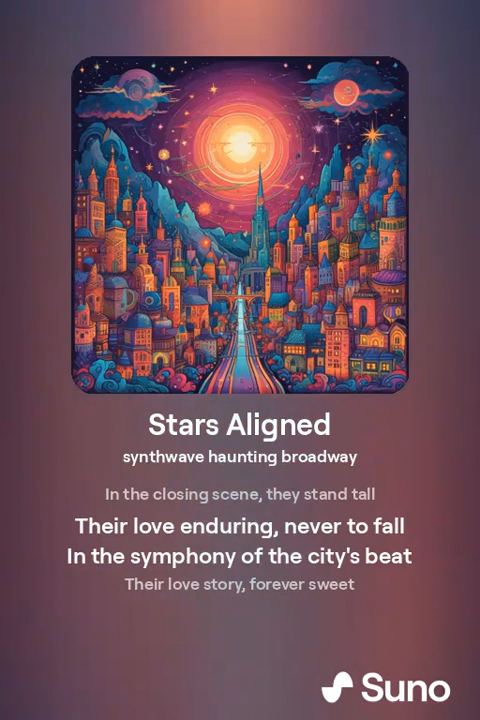 Stars Aligned
synthwave haunting broadway
In the closing scene, they stand tall
Their love enduring, never to fall
In the symphony of the city's beat
Their love story, forever sweet
Suno